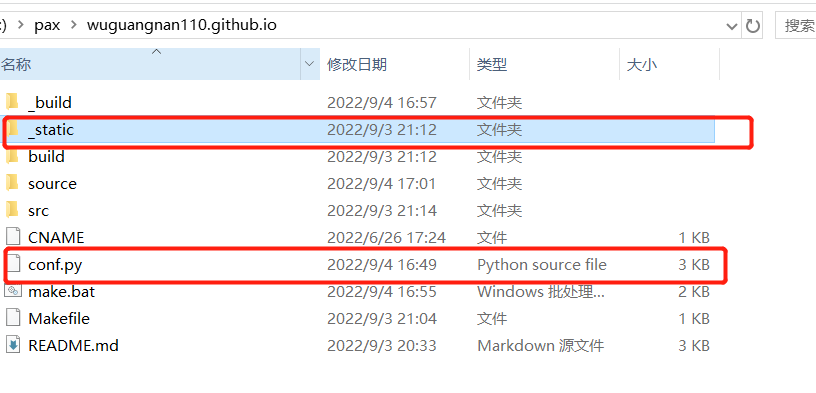 :) > pax > wuguangnan110.github.io 搜索
名称 修改日期 类型 大小
_build 2022/9/4 16:57 文件夹
_static 2022/9/3 21:12 文件夹
build 2022/9/3 21:12 文件夹
source 2022/9/4 17:01 文件夹
src 2022/9/3 21:14 文件夹
CNAME 2022/6/26 17:24 文件 1 KB
conf.py 2022/9/4 16:49 Python source file 3 KB
make.bat 2022/9/4 16:55 Windows 批处理... 2 KB
Makefile 2022/9/3 21:04 文件 1 KB
README.md 2022/9/3 20:33 Markdown 源文件 3 KB